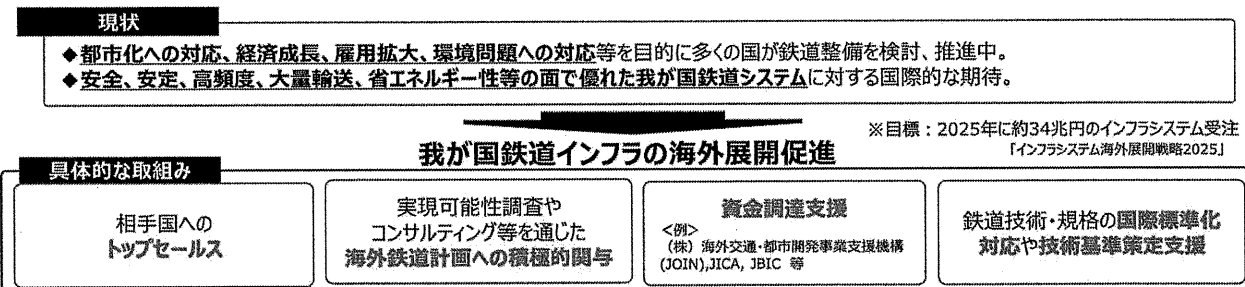 現状
◆都市化への対応、経済成長、雇用拡大、環境問題への対応等を目的に多くの国が鉄道整備を検討、推進中。
◆安全、安定、高頻度、大量輸送、省エネルギー性等の面で優れた我が国鉄道システムに対する国際的な期待。
※目標：2025年に約34兆円のインフラシステム受注
「インフラシステム海外展開戦略2025」
我が国鉄道インフラの海外展開促進
具体的な取組み
相手国への
トップセールス
実現可能性調査や
コンサルティング等を通じた
海外鉄道計画への積極的関与
資金調達支援
<例>
（株）海外交通・都市開発事業支援機構
(JOIN),JICA, JBIC 等
鉄道技術・規格の国際標準化
対応や技術基準策定支援